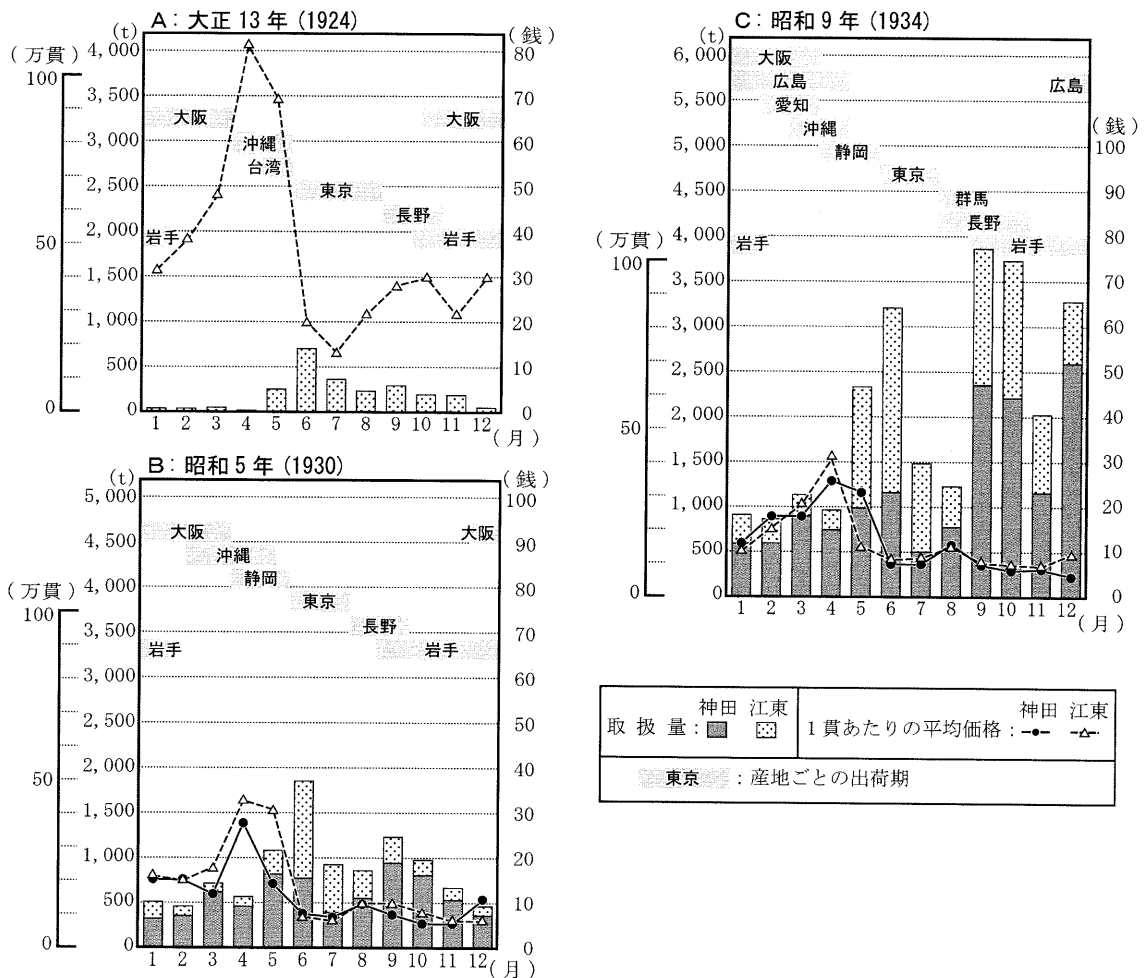 A：大正 13 年 (1924)
(t)
(銭)
(万貫)
4,000
3,500
3,000
2,500
2,000
1,500
1,000
500
0
100
50
0
80
70
60
50
40
30
20
10
0
大阪
大阪
沖縄
台湾
東京
長野
岩手
岩手
1 2 3 4 5 6 7 8 9 10 11 12
(月)
B：昭和 5 年 (1930)
(t)
(銭)
(万貫)
5,000
4,500
4,000
3,500
3,000
2,500
2,000
1,500
1,000
500
0
100
50
0
100
90
80
70
60
50
40
30
20
10
0
大阪
大阪
沖縄
静岡
東京
長野
岩手
岩手
1 2 3 4 5 6 7 8 9 10 11 12
(月)
C：昭和 9 年 (1934)
(t)
(銭)
(万貫)
6,000
5,500
5,000
4,500
4,000
3,500
3,000
2,500
2,000
1,500
1,000
500
0
100
50
0
100
90
80
70
60
50
40
30
20
10
0
大阪
広島
広島
愛知
沖縄
静岡
東京
群馬
長野
岩手
岩手
1 2 3 4 5 6 7 8 9 10 11 12
(月)
神田 江東
取 扱 量：
神田 江東
1 貫あたりの平均価格：
東京 ：産地ごとの出荷期